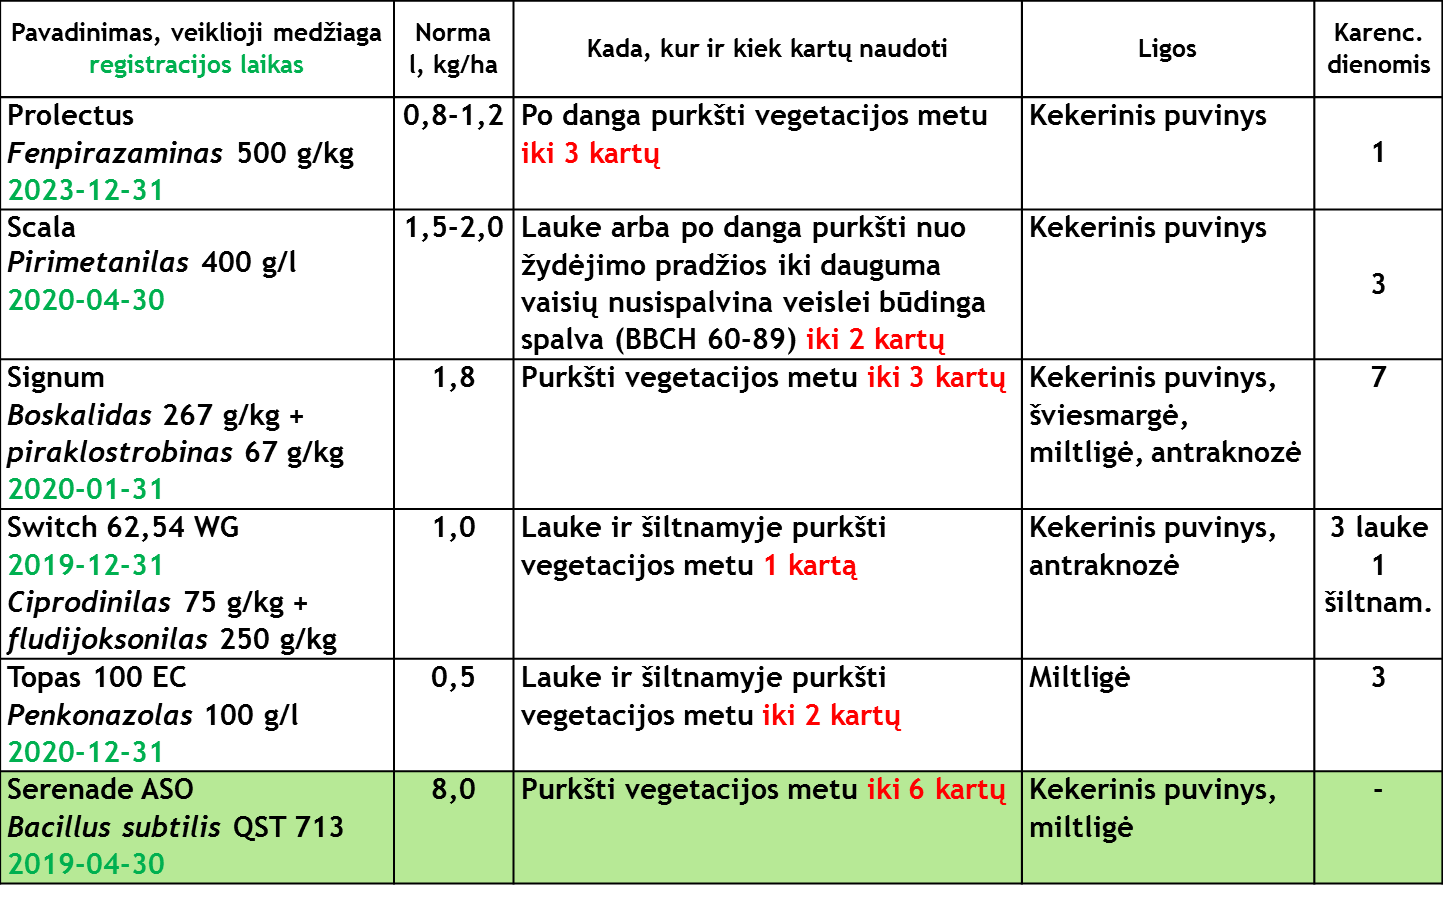 Pavadinimas, veiklioji medžiaga
registracijos laikas
Norma
l, kg/ha
Kada, kur ir kiek kartų naudoti
Ligos
Karenc.
dienomis
Prolectus
Fenpirazaminas 500 g/kg
2023-12-31
0,8-1,2
Po danga purkšti vegetacijos metu
iki 3 kartų
Kekerinis puvinys
1
Scala
Pirimetanilas 400 g/l
2020-04-30
1,5-2,0
Lauke arba po danga purkšti nuo
žydėjimo pradžios iki dauguma
vaisių nusispalvina veislei būdinga
spalva (BBCH 60-89) iki 2 kartų
Kekerinis puvinys
3
Signum
Boskalidas 267 g/kg +
piraklostrobinas 67 g/kg
2020-01-31
1,8
Purkšti vegetacijos metu iki 3 kartų
Kekerinis puvinys,
šviesmargė,
miltligė, antraknozė
7
Switch 62,54 WG
2019-12-31
Ciprodinilas 75 g/kg +
fludijoksonilas 250 g/kg
1,0
Lauke ir šiltnamyje purkšti
vegetacijos metu 1 kartą
Kekerinis puvinys,
antraknozė
3 lauke
1
šiltnam.
Topas 100 EC
Penkonazolas 100 g/l
2020-12-31
0,5
Lauke ir šiltnamyje purkšti
vegetacijos metu iki 2 kartų
Miltligė
3
Serenade ASO
Bacillus subtilis QST 713
2019-04-30
8,0
Purkšti vegetacijos metu iki 6 kartų
Kekerinis puvinys,
miltligė
-